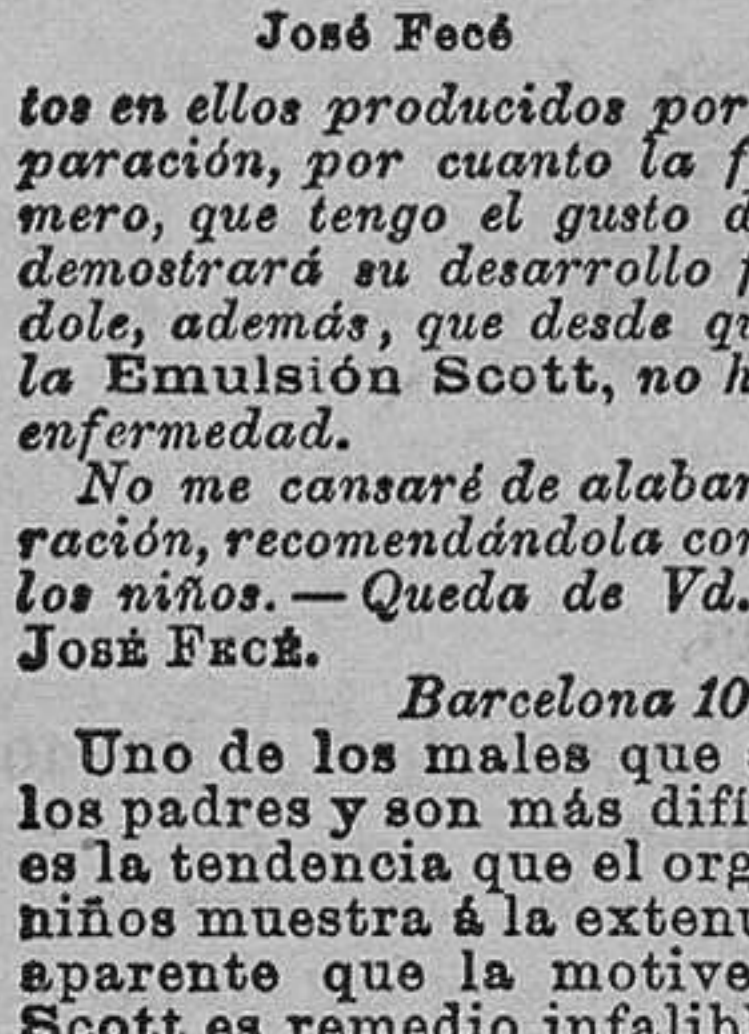 José Fecé
tos en ellos producidos por
paración, por cuanto la
mero, que tengo el gusto
demostrará su desarrollo
dole, además, que desde
la Emulsión Scott, no
enfermedad.
No me cansaré de alabar
ración, recomendándola
los niños. — Queda de Vd.
JOSÉ FECÉ.
Barcelona 10
Uno de los males que
los padres y son más
es la tendencia que el
niños muestra á la
aparente que la motive
Scott es remedio